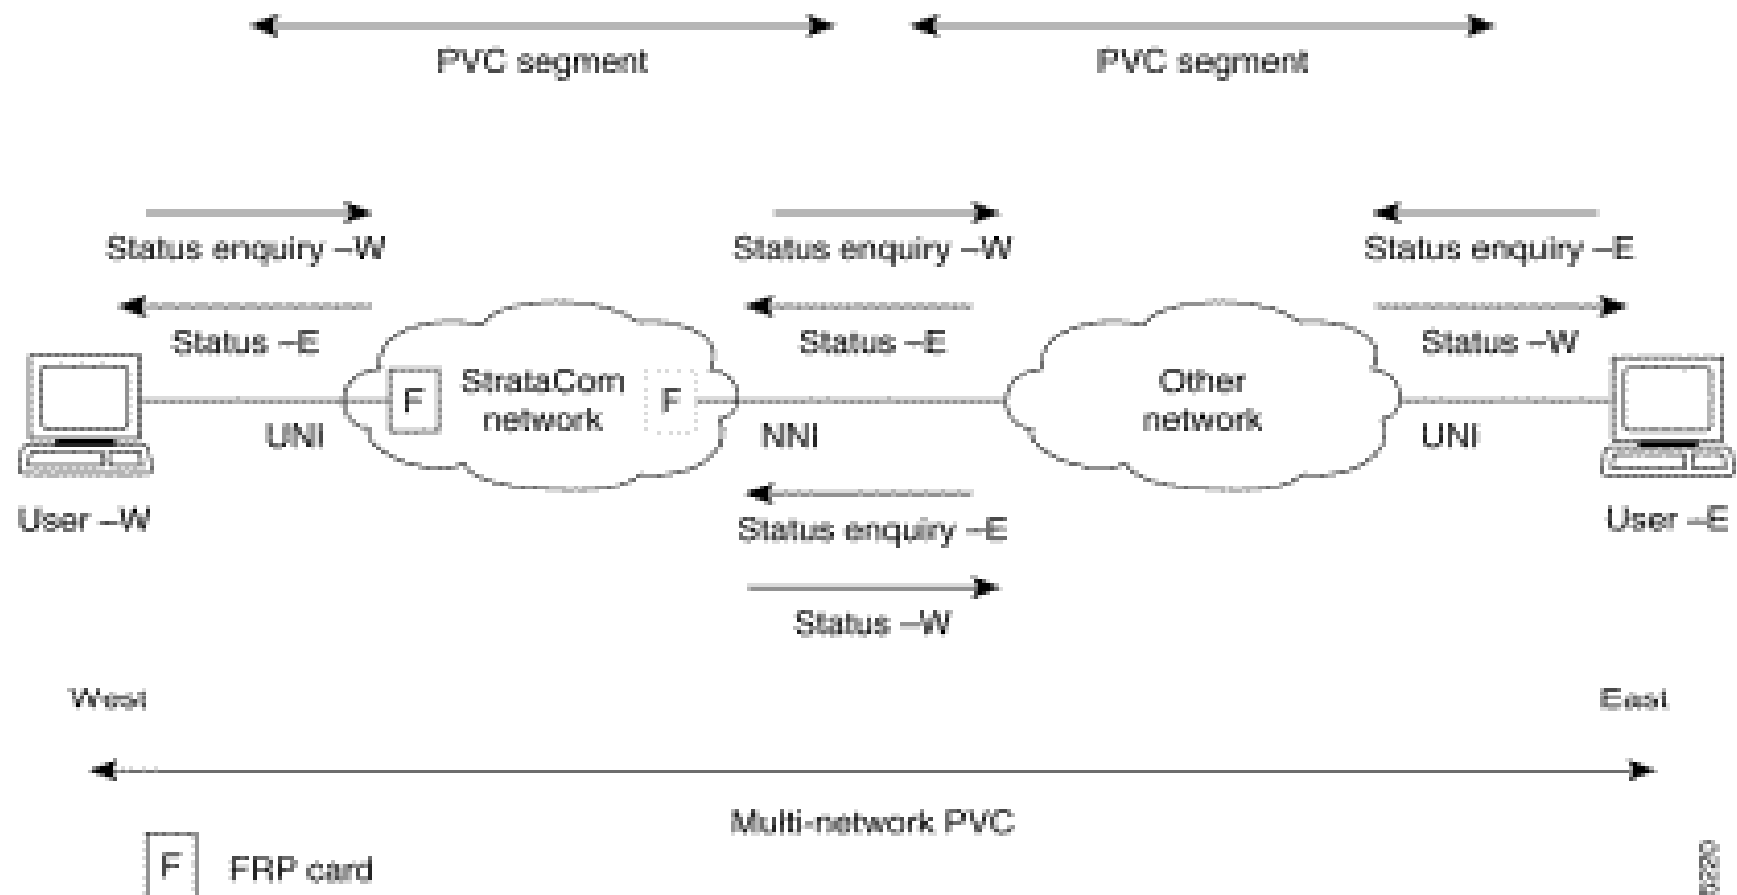 PVC segment
PVC segment
Status enquiry –W
Status enquiry –W
Status enquiry –E
Status –E
Status –E
Status –W
F
StrataCom
network
F
Other
network
UNI
NNI
UNI
User –W
Status enquiry –E
User –E
Status –W
West
East
Multi-network PVC
F
FRP card